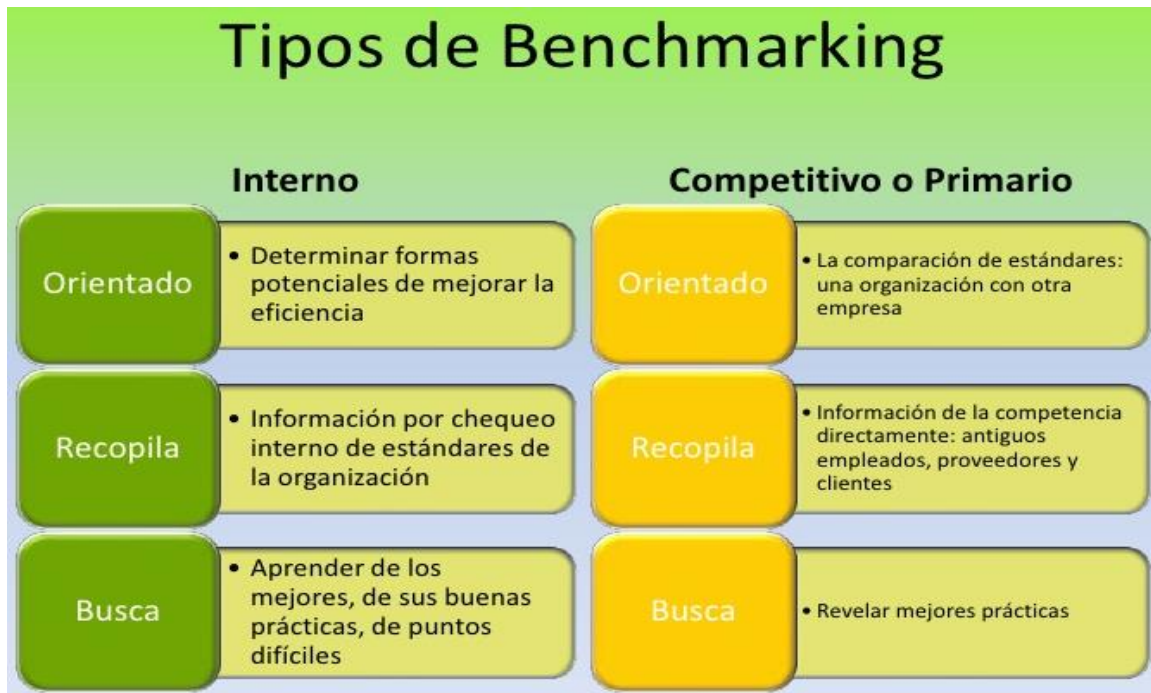 Tipos de Benchmarking
Interno
Orientado
• Determinar formas
potenciales de mejorar la
eficiencia
Recopila
• Información por chequeo
interno de estándares de
la organización
Busca
• Aprender de los
mejores, de sus buenas
prácticas, de puntos
difíciles
Competitivo o Primario
Orientado
• La comparación de estándares:
una organización con otra
empresa
Recopila
• Información de la competencia
directamente: antiguos
empleados, proveedores y
clientes
Busca
• Revelar mejores prácticas